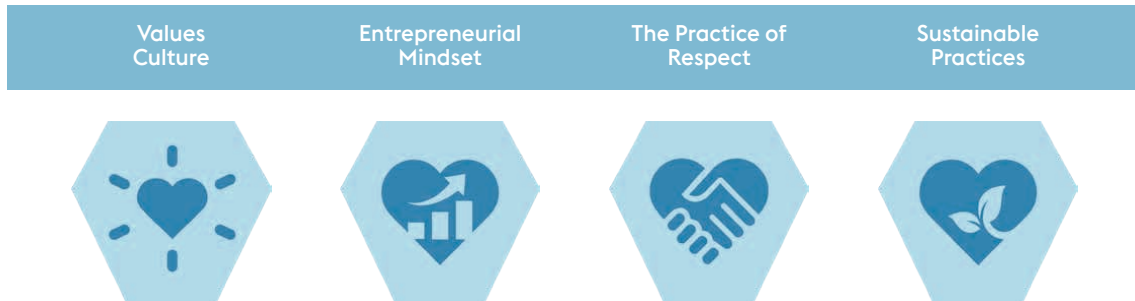 Values
Culture
Entrepreneurial
Mindset
The Practice of
Respect
Sustainable
Practices